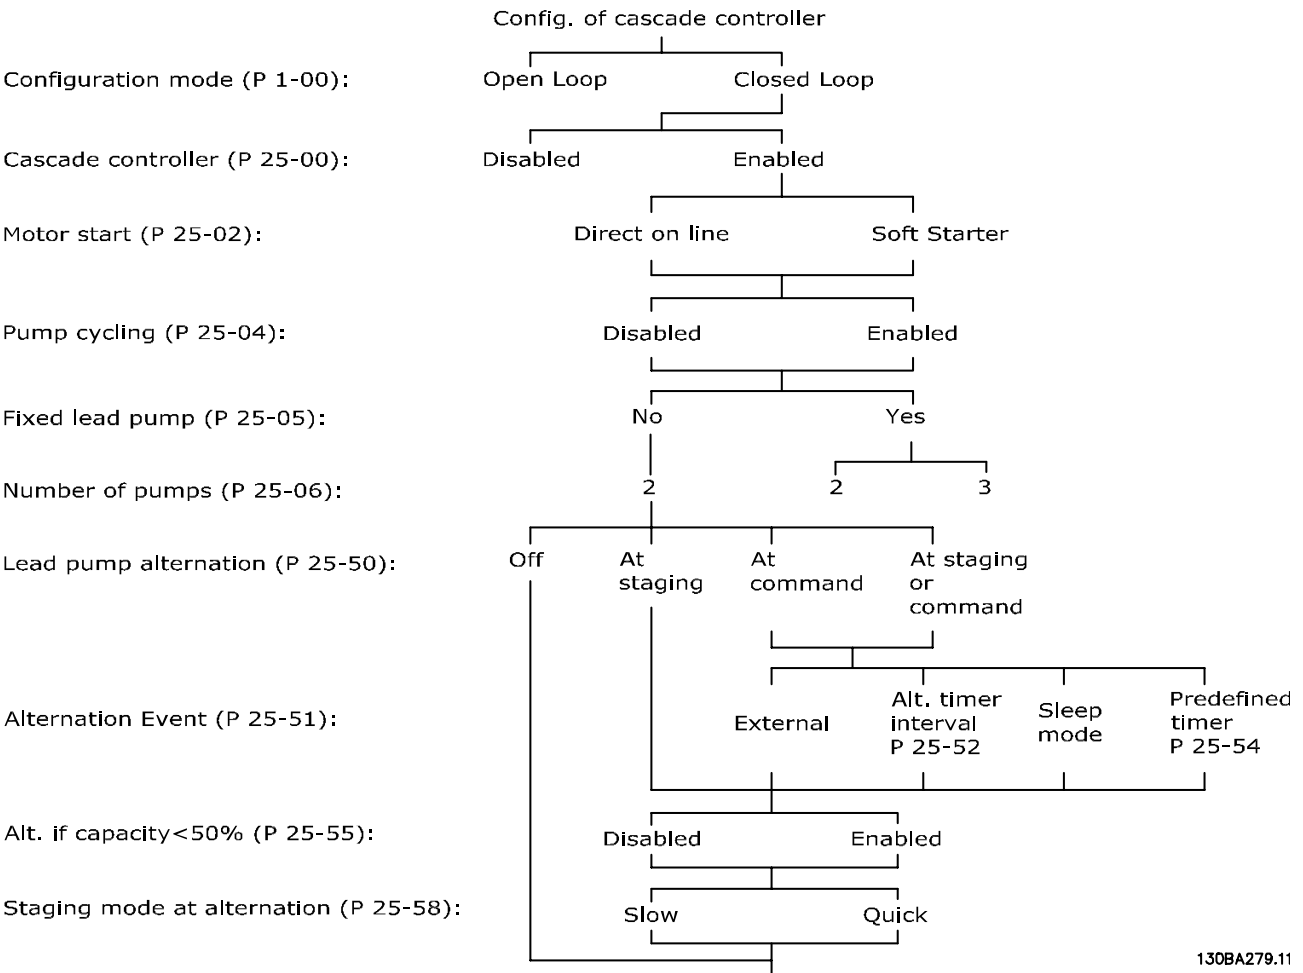 Config. of cascade controller
Configuration mode (P 1-00):
Open Loop
Closed Loop
Cascade controller (P 25-00):
Disabled
Enabled
Motor start (P 25-02):
Direct on line
Soft Starter
Pump cycling (P 25-04):
Disabled
Enabled
Fixed lead pump (P 25-05):
No
Yes
Number of pumps (P 25-06):
2
2
3
Lead pump alternation (P 25-50):
Off
At
staging
At
command
At staging
or
command
Alternation Event (P 25-51):
External
Alt. timer
interval
P 25-52
Sleep
mode
Predefined
timer
P 25-54
Alt. if capacity<50% (P 25-55):
Disabled
Enabled
Staging mode at alternation (P 25-58):
Slow
Quick
130BA279.11